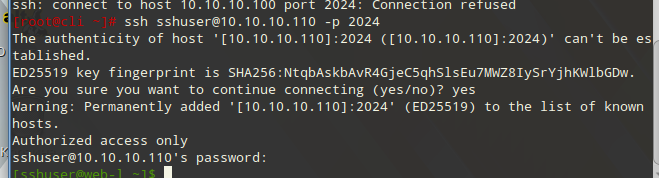 ssh: connect to host 10.10.10.100 port 2024: Connection refused
[root@cli ~]# ssh sshuser@10.10.10.110 -p 2024
The authenticity of host '[10.10.10.110]:2024 ([10.10.10.110]:2024)' can't be es
tablished.
ED25519 key fingerprint is SHA256:NtqbAskbAvR4GjeC5qhSlsEu7MWZ8IySrYjhKWlbGDw.
Are you sure you want to continue connecting (yes/no)? yes
Warning: Permanently added '[10.10.10.110]:2024' (ED25519) to the list of known
hosts.
Authorized access only
sshuser@10.10.10.110's password:
[sshuser@web-l ~]$